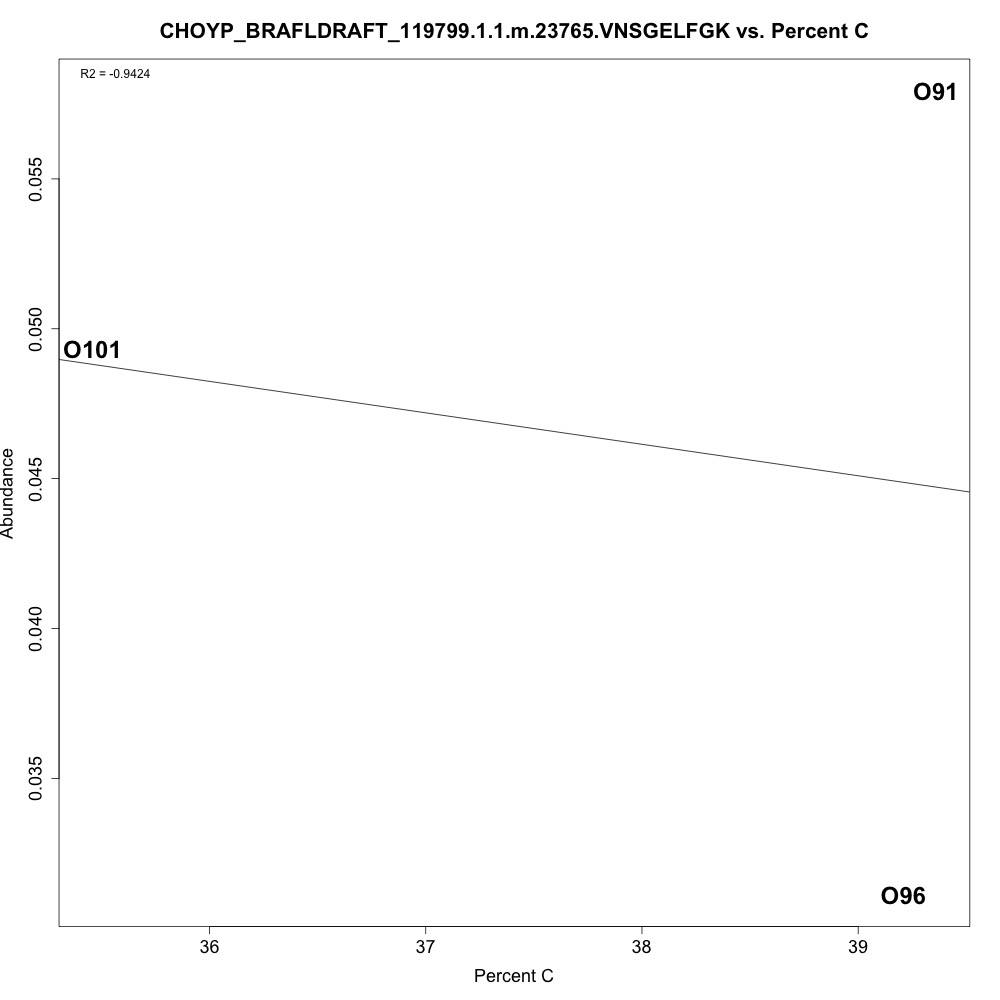 CHOYP_BRAFLDRAFT_119799.1.1.m.23765.VNSGELFGK vs. Percent C
R2 = -0.9424
O91
0.055
0.050
O101
0.045
Abundance
0.040
0.035
O96
36 37 38 39
Percent C